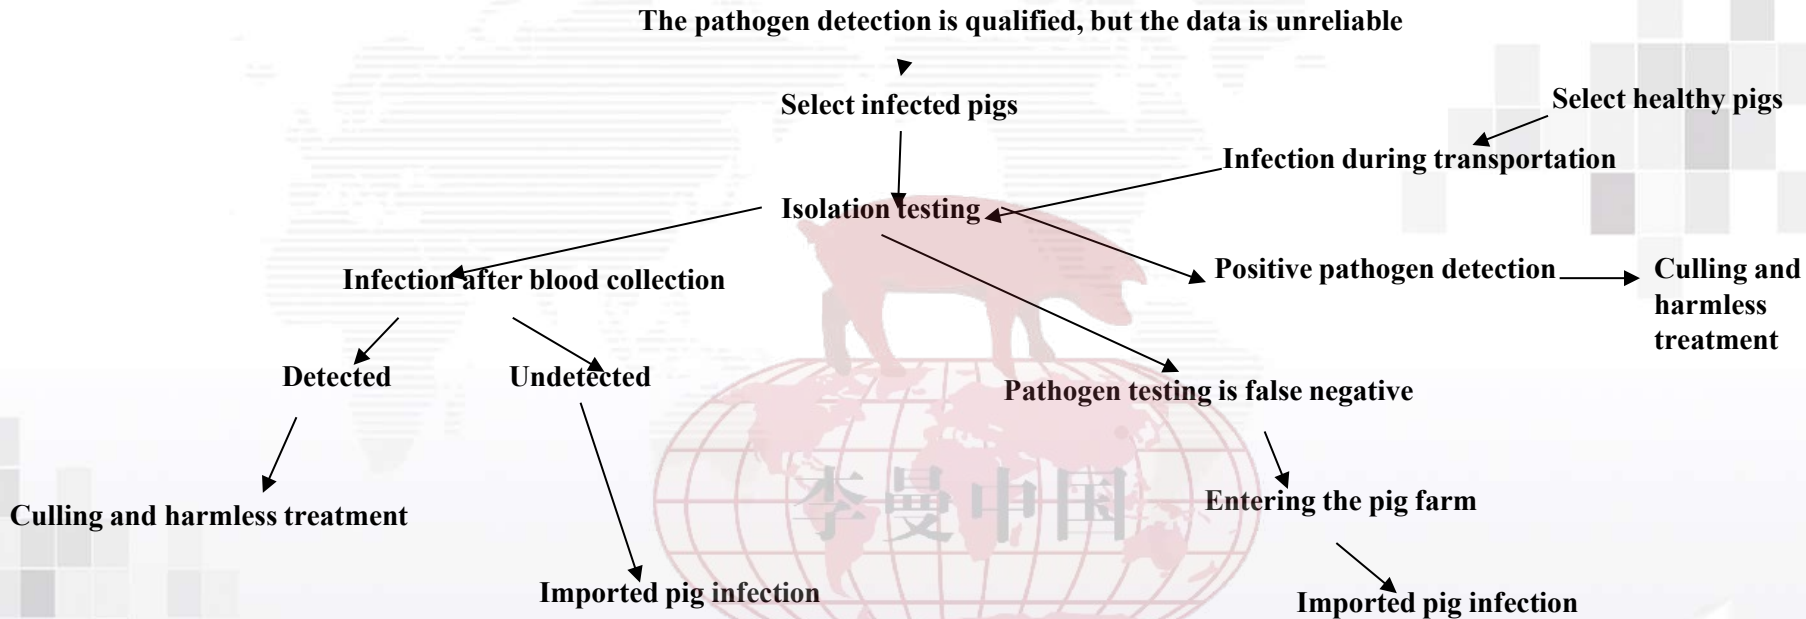 The pathogen detection is qualified, but the data is unreliable
Select infected pigs
Select healthy pigs
Infection during transportation
Isolation testing
Infection after blood collection
Positive pathogen detection
Culling and
harmless
treatment
Detected
Undetected
Pathogen testing is false negative
李曼中国
Entering the pig farm
Culling and harmless treatment
Imported pig infection
Imported pig infection